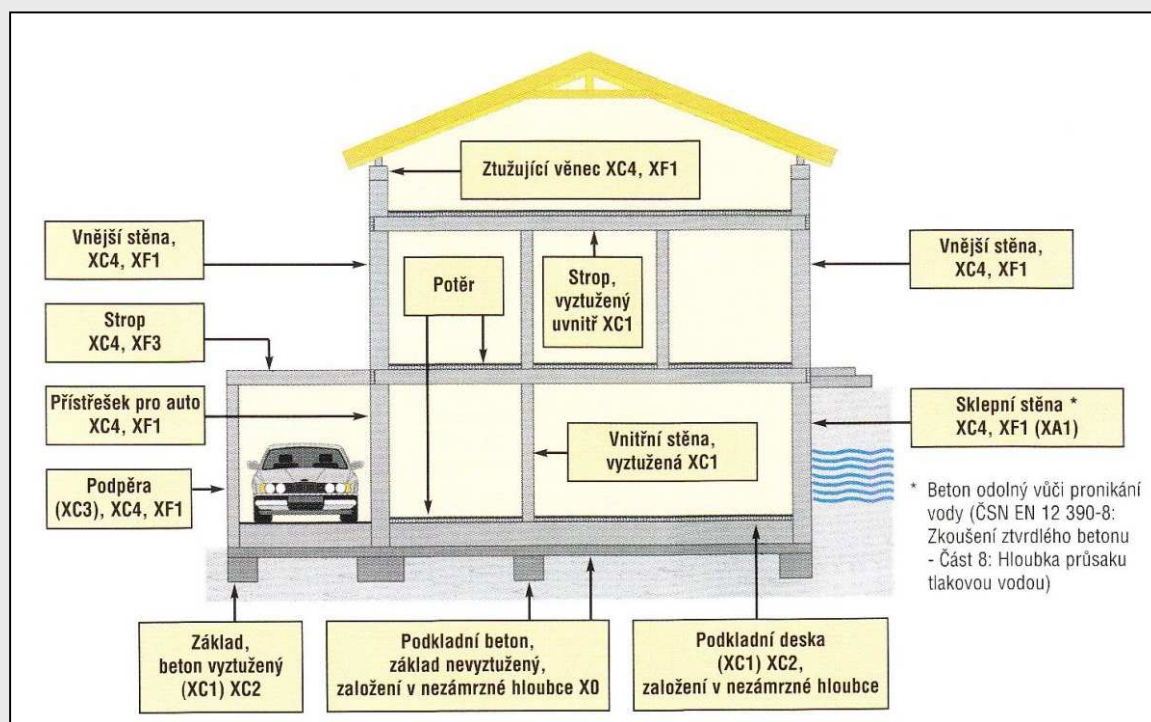 Ztužující věnec XC4, XF1
Vnější stěna,
XC4, XF1
Strop
XC4, XF3
Přístřešek pro auto
XC4, XF1
Podpěra
(XC3), XC4, XF1
Potěr
Strop,
vyztužený
uvnitř XC1
Vnitřní stěna,
vyztužená XC1
Vnější stěna,
XC4, XF1
Sklepní stěna *
XC4, XF1 (XA1)
* Beton odolný vůči pronikání
vody (ČSN EN 12 390-8:
Zkoušení ztvrdlého betonu
- Část 8: Hloubka průsaku
tlakovou vodou)
Základ,
beton vyztužený
(XC1) XC2
Podkladní beton,
základ nevyztužený,
založení v nezámrzné hloubce X0
Podkladní deska
(XC1) XC2,
založení v nezámrzné hloubce